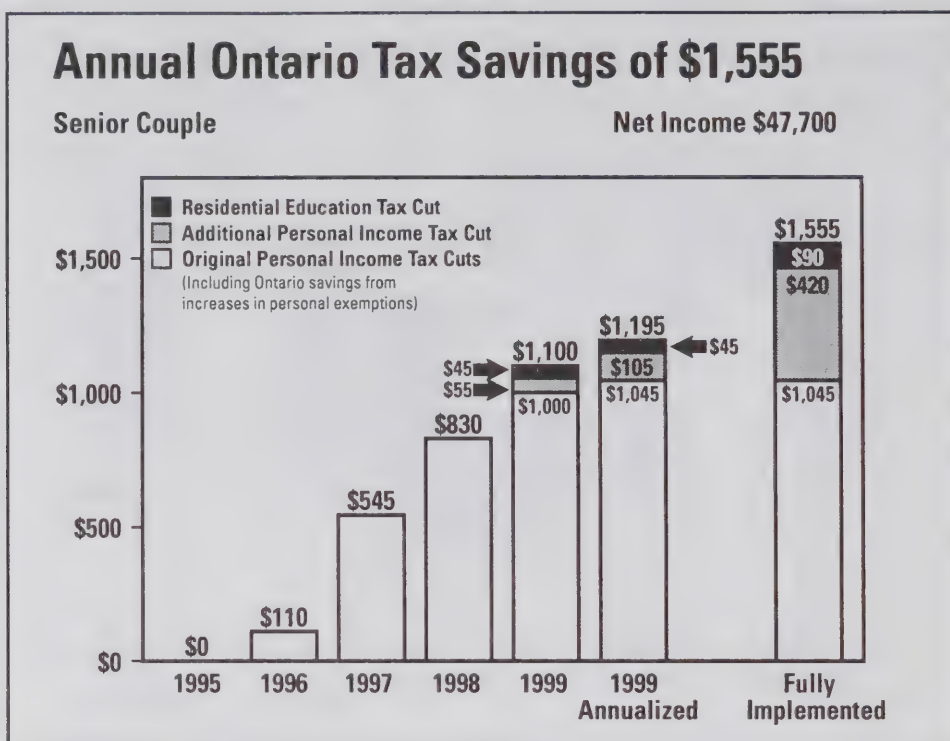 Annual Ontario Tax Savings of $1,555
Senior Couple
Net Income $47,700
Residential Education Tax Cut
Additional Personal Income Tax Cut
Original Personal Income Tax Cuts
(Including Ontario savings from
increases in personal exemptions)
$1,500
$1,000
$500
$0
$0
$110
$545
$830
$1,100
$45
$55
$1,000
$1,195
$45
$105
$1,045
$1,555
$90
$420
$1,045
1995
1996
1997
1998
1999
1999
Annualized
Fully
Implemented